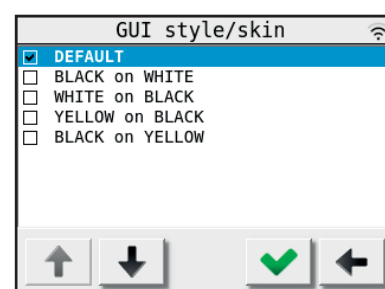 GUI style/skin
DEFAULT
BLACK on WHITE
WHITE on BLACK
YELLOW on BLACK
BLACK on YELLOW